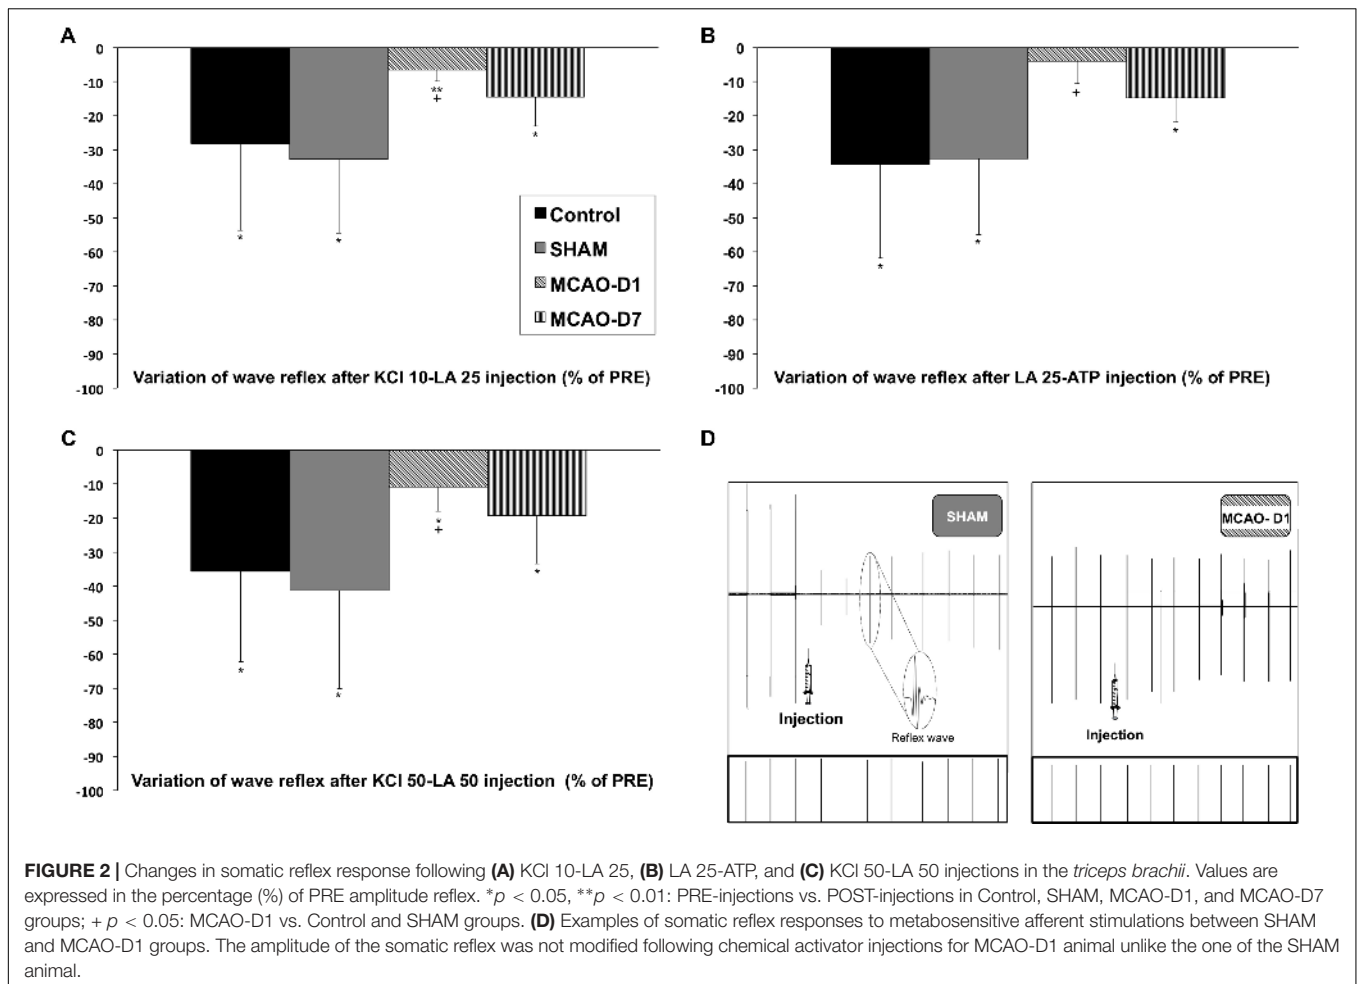 A
0
-10
-20
-30
-40
-50
-60
-70
-80
-90
-100
**
+
*
*
*
Control
SHAM
MCAO-D1
MCAO-D7
Variation of wave reflex after KCl 10-LA 25 injection (% of PRE)
B
0
-10
-20
-30
-40
-50
-60
-70
-80
-90
-100
+
*
*
*
Variation of wave reflex after LA 25-ATP injection (% of PRE)
C
0
-10
-20
-30
-40
-50
-60
-70
-80
-90
-100
*
+
*
*
*
Variation of wave reflex after KCl 50-LA 50 injection (% of PRE)
D
SHAM
Injection
Reflex wave
MCAO- D1
Injection
FIGURE 2 | Changes in somatic reflex response following (A) KCl 10-LA 25, (B) LA 25-ATP, and (C) KCl 50-LA 50 injections in the triceps brachii. Values are
expressed in the percentage (%) of PRE amplitude reflex. *p < 0.05, **p < 0.01: PRE-injections vs. POST-injections in Control, SHAM, MCAO-D1, and MCAO-D7
groups; + p < 0.05: MCAO-D1 vs. Control and SHAM groups. (D) Examples of somatic reflex responses to metabosensitive afferent stimulations between SHAM
and MCAO-D1 groups. The amplitude of the somatic reflex was not modified following chemical activator injections for MCAO-D1 animal unlike the one of the SHAM
animal.